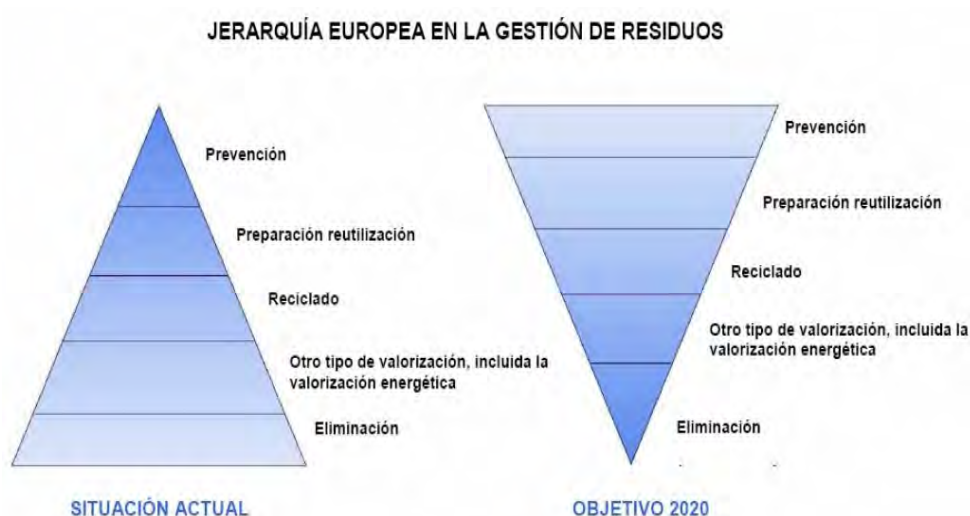 JERARQUÍA EUROPEA EN LA GESTIÓN DE RESIDUOS
Prevención
Preparación reutilización
Reciclado
Otro tipo de valorización, incluida la
valorización energética
Eliminación
SITUACIÓN ACTUAL
Prevención
Preparación reutilización
Reciclado
Otro tipo de valorización, incluida la
valorización energética
Eliminación
OBJETIVO 2020